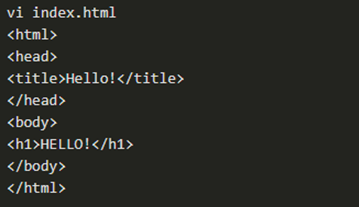 vi index.html
<html>
<head>
<title>Hello!</title>
</head>
<body>
<h1>HELLO!</h1>
</body>
</html>